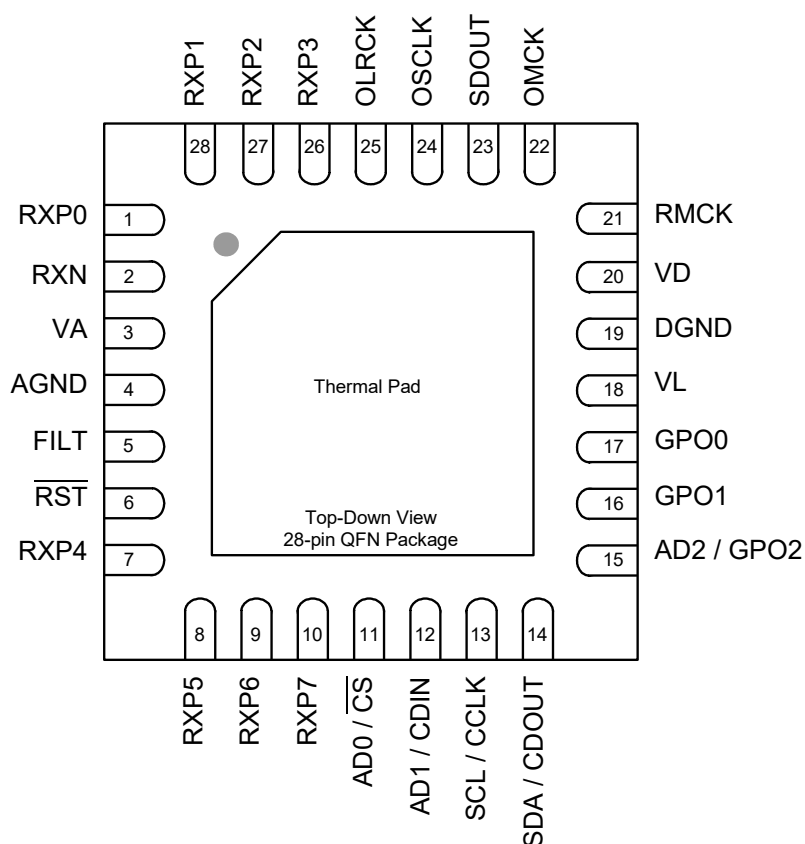 RXP1
RXP2
RXP3
OLRCK
OSCLK
SDOUT
OMCK
28
27
26
25
24
23
22
RXP0
1
RXN
2
VA
3
AGND
4
FILT
5
RST
6
RXP4
7
21
RMCK
20
VD
19
DGND
18
VL
17
GPO0
16
GPO1
15
AD2 / GPO2
Thermal Pad
Top-Down View
28-pin QFN Package
8
9
10
11
12
13
14
RXP5
RXP6
RXP7
AD0 / CS
AD1 / CDIN
SCL / CCLK
SDA / CDOUT